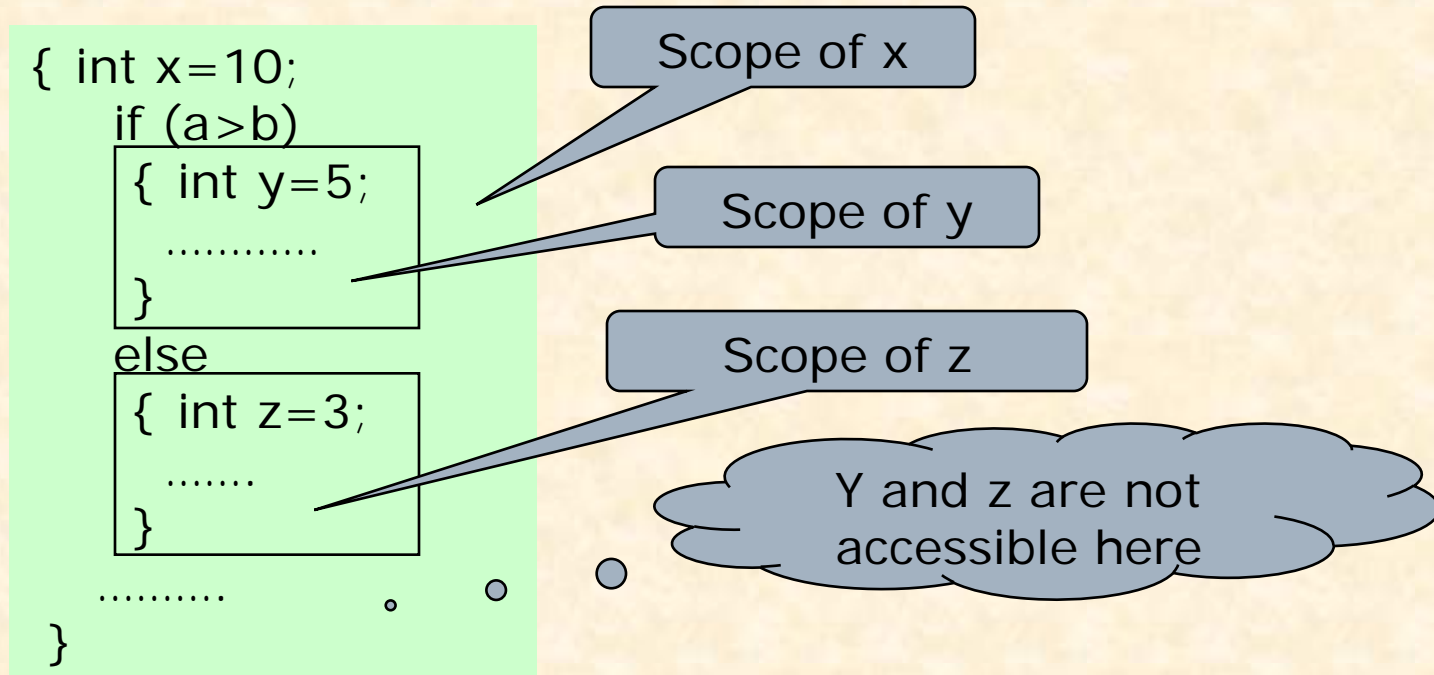 { int x=10;
if (a>b)
{ int y=5;
............
}
else
{ int z=3;
.......
}
..........
}
Scope of x
Scope of y
Scope of z
Y and z are not
accessible here